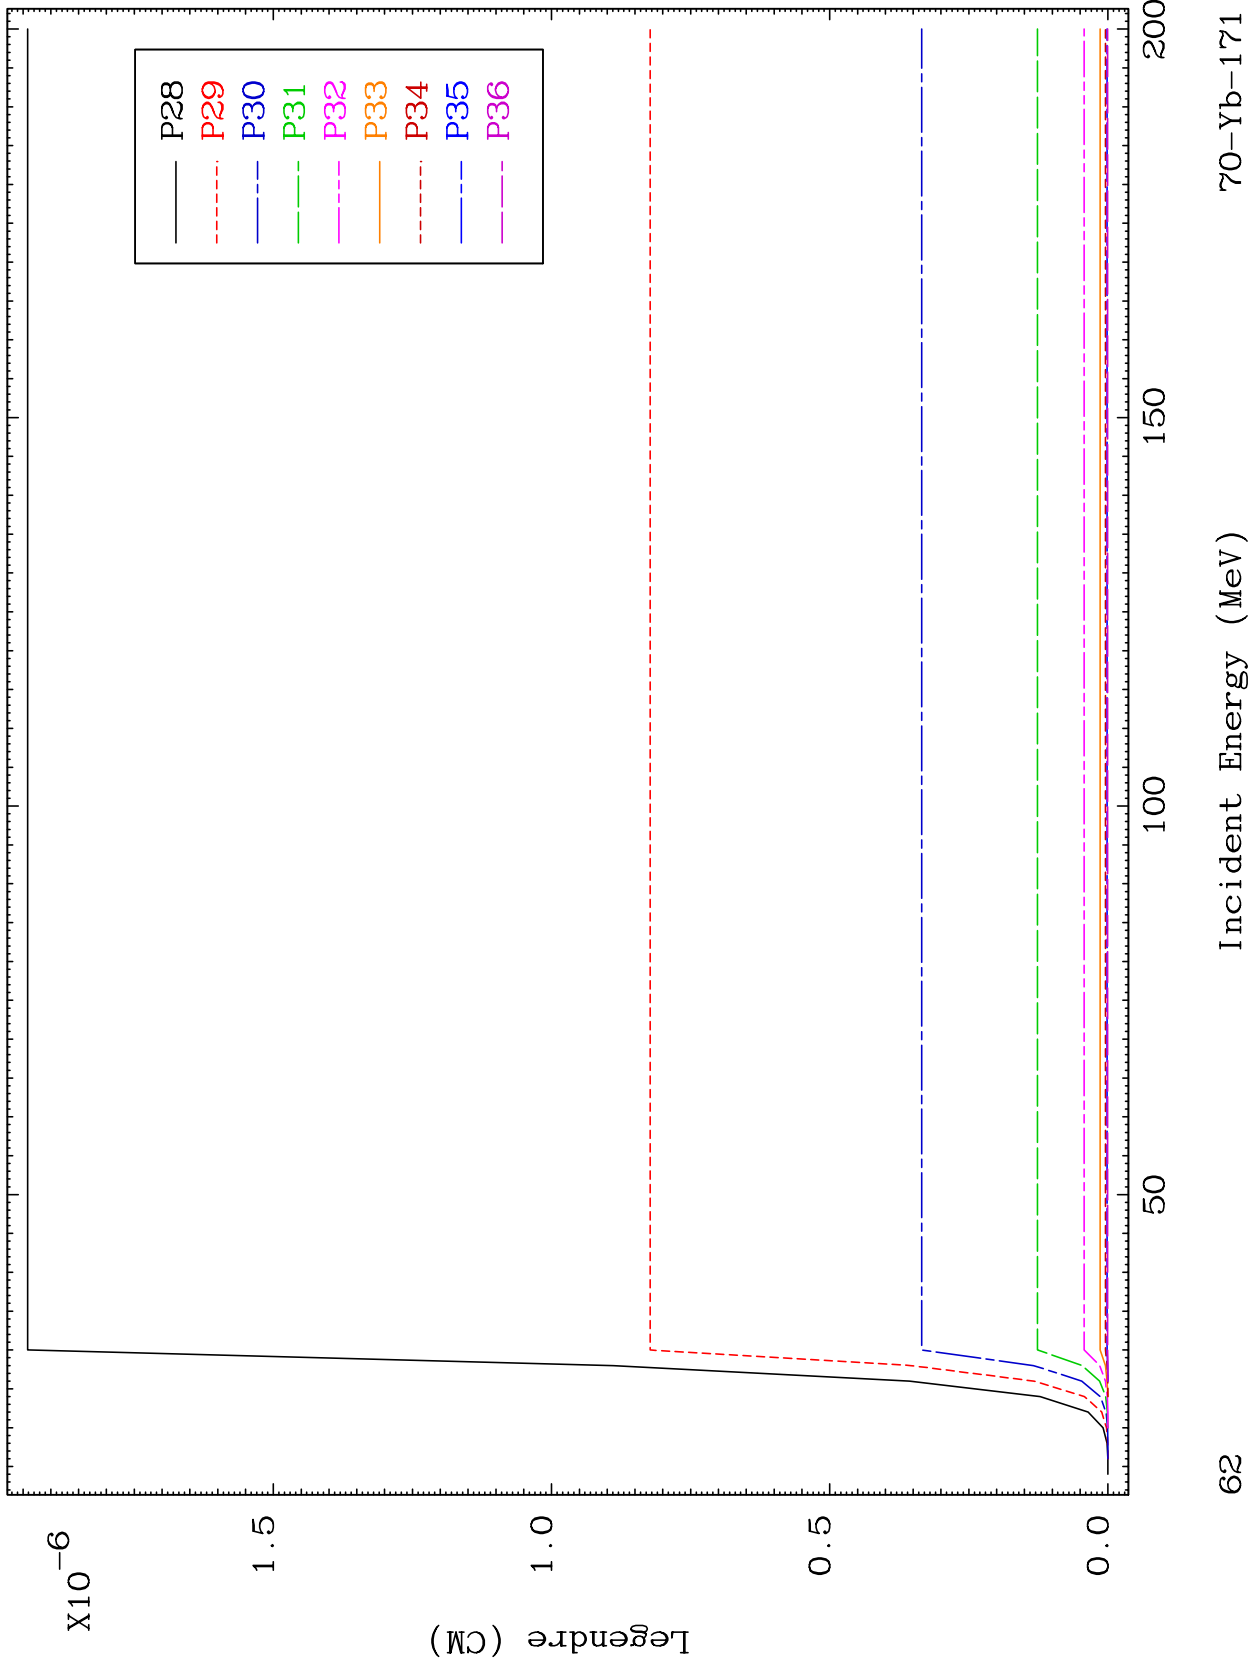 X10-6
1.5
1.0
0.5
0.0
Legendre (CM)
P28
P29
P30
P31
P32
P33
P34
P35
P36
50
100
150
200
Incident Energy (MeV)
62
70-Yb-171